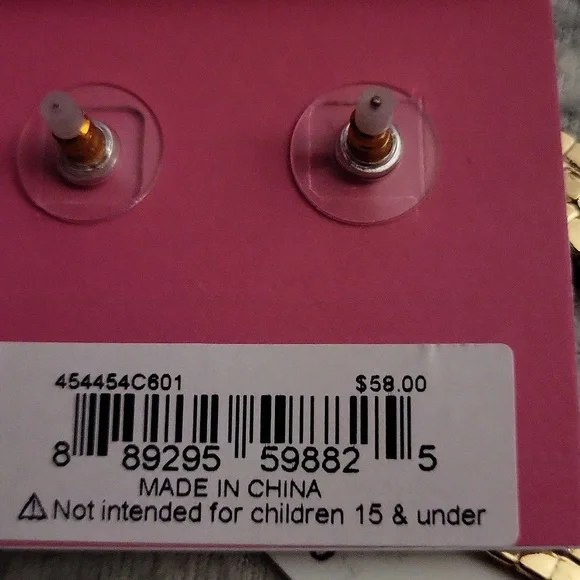 454454C601 $58.00
8 89295 59882 5
MADE IN CHINA
⚠ Not intended for children 15 & under